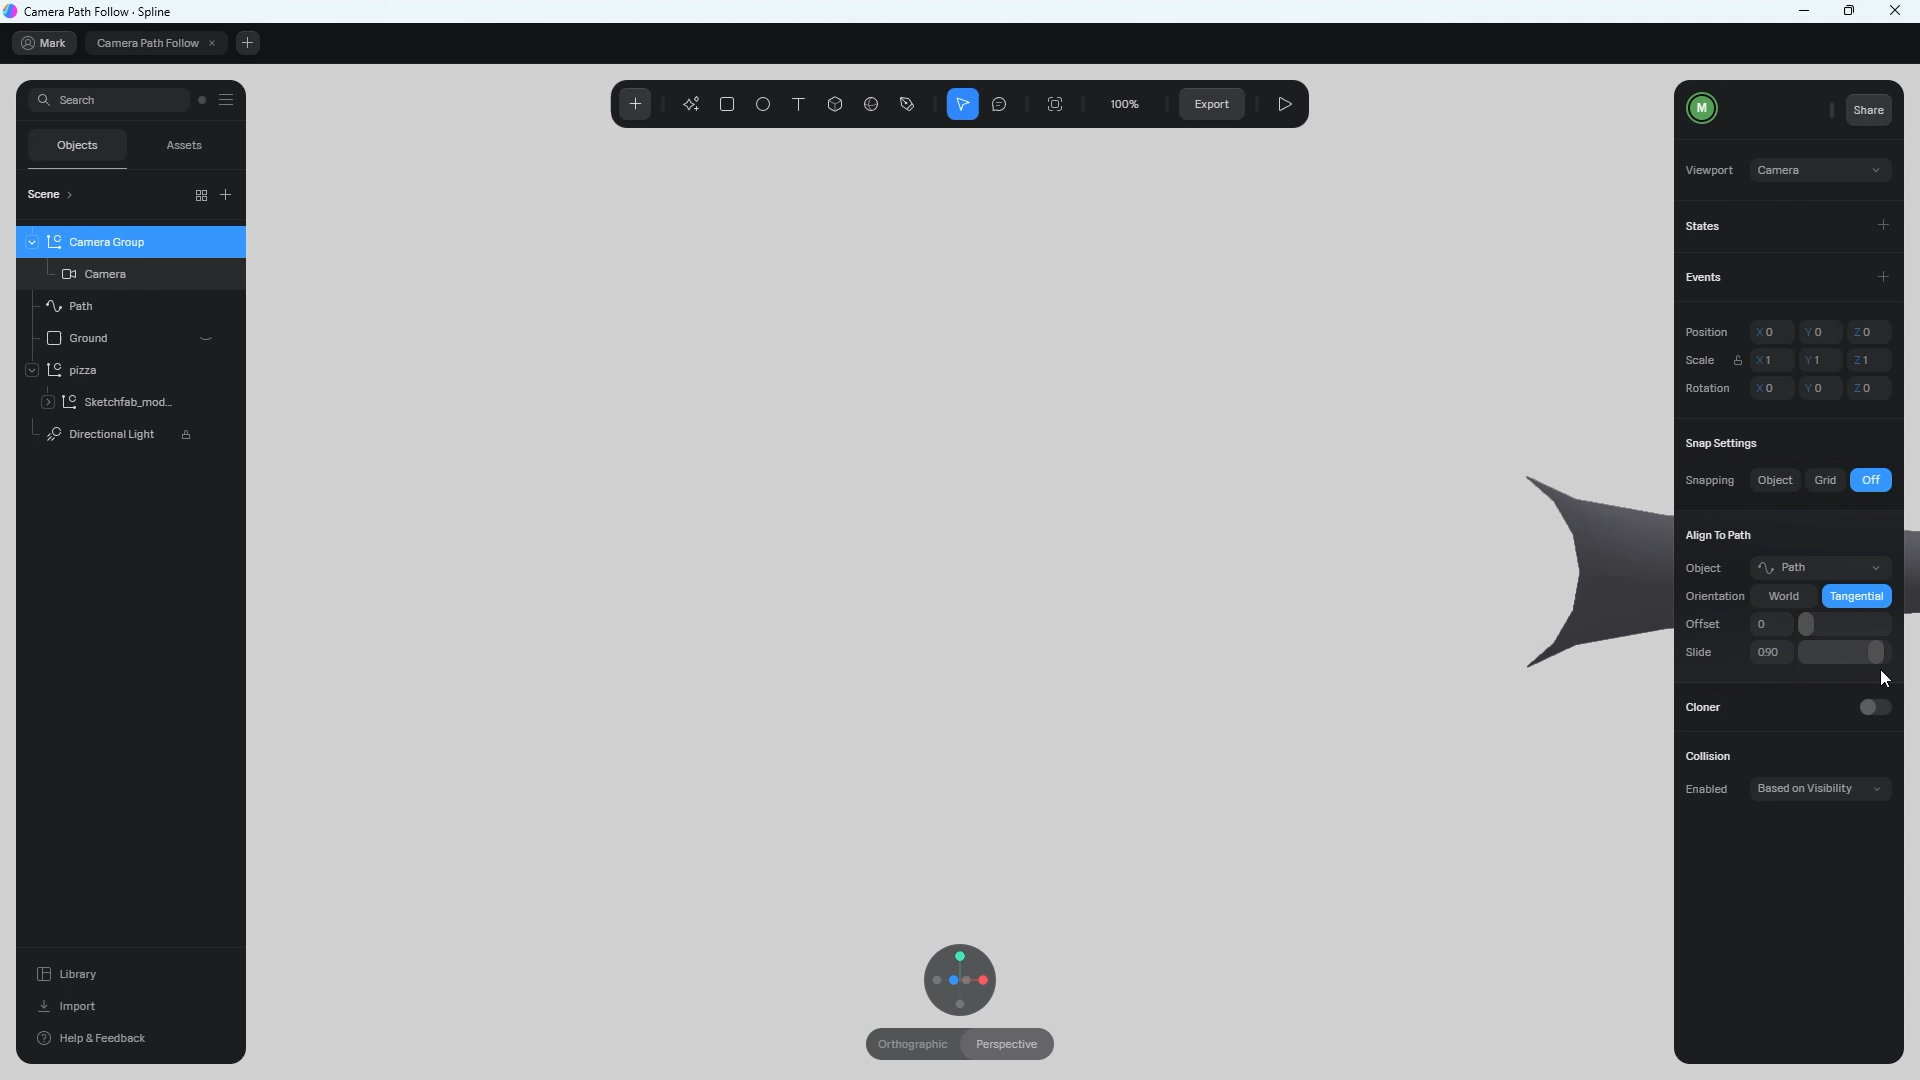 Camera Path Follow - Spline
Mark
Camera Path Follow
Search
Objects
Assets
Scene
Camera Group
Camera
Path
Ground
pizza
Sketchfab_mod...
Directional Light
Library
Import
Help & Feedback
100%
Export
Orthographic
Perspective
M
Share
Viewport Camera
States
Events
Position X 0 Y 0 Z 0
Scale X 1 Y 1 Z 1
Rotation X 0 Y 0 Z 0
Snap Settings
Snapping Object Grid Off
Align To Path
Object Path
Orientation World Tangential
Offset 0
Slide 0.90
Cloner
Collision
Enabled Based on Visibility